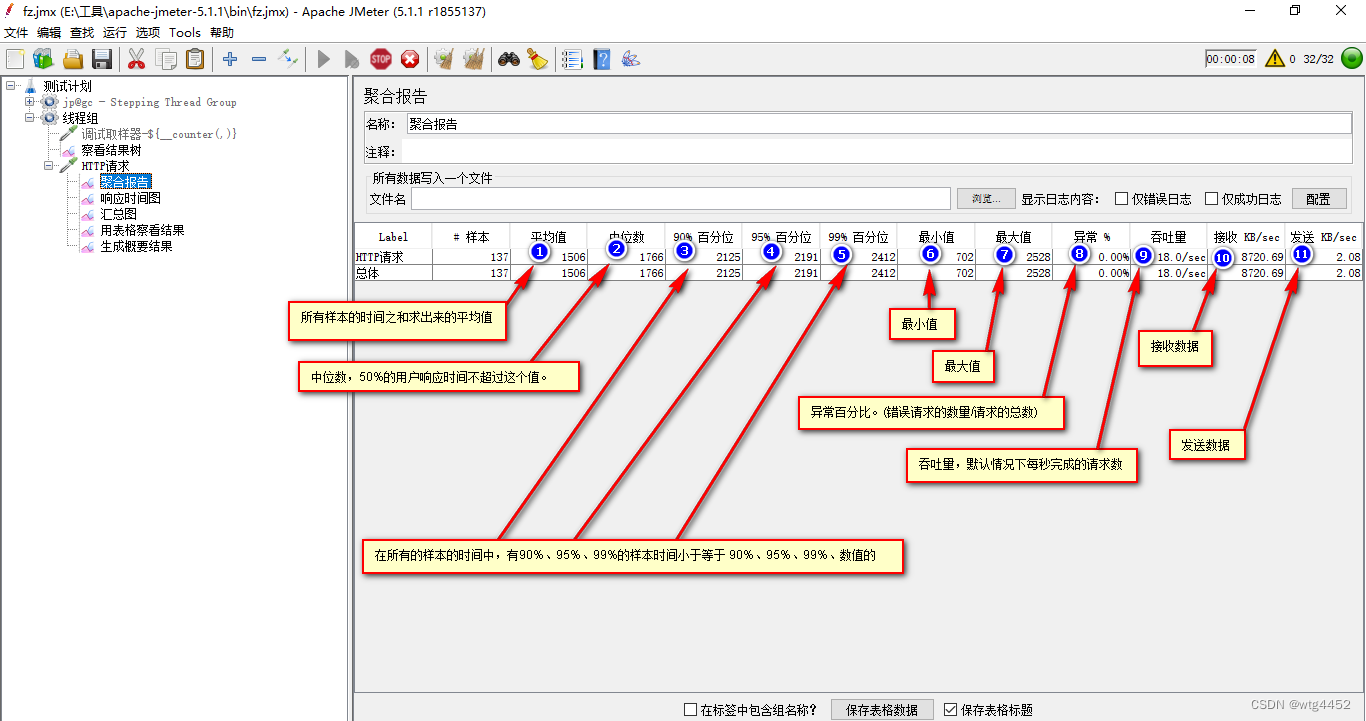 fz.jmx (E:\工具\apache-jmeter-5.1.1\bin\fz.jmx) - Apache JMeter (5.1.1 r1855137)
文件 编辑 查找 运行 选项 Tools 帮助
STOP
00:00:08 0 32/32
测试计划
jp@gc - Stepping Thread Group
线程组
调试取样器-${__counter(,)}
察看结果树
HTTP请求
聚合报告
响应时间图
汇总图
用表格察看结果
生成概要结果
聚合报告
名称: 聚合报告
注释:
所有数据写入一个文件
文件名 浏览... 显示日志内容: 仅错误日志 仅成功日志 配置
Label # 样本 平均值 中位数 90% 百分位 95% 百分位 99% 百分位 最小值 最大值 异常 % 吞吐量 接收 KB/sec 发送 KB/sec
1 2 3 4 5 6 7 8 9 10 11
HTTP请求 137 1506 1766 2125 2191 2412 702 2528 0.00% 18.0/sec 8720.69 2.08
总体 137 1506 1766 2125 2191 2412 702 2528 0.00% 18.0/sec 8720.69 2.08
所有样本的时间之和求出来的平均值
最小值
接收数据
最大值
中位数，50%的用户响应时间不超过这个值。
异常百分比。(错误请求的数量/请求的总数)
发送数据
吞吐量，默认情况下每秒完成的请求数
在所有的样本的时间中，有90%、95%、99%的样本时间小于等于 90%、95%、99%、数值的
在标签中包含组名称? 保存表格数据 保存表格标题
CSDN @wtg4452